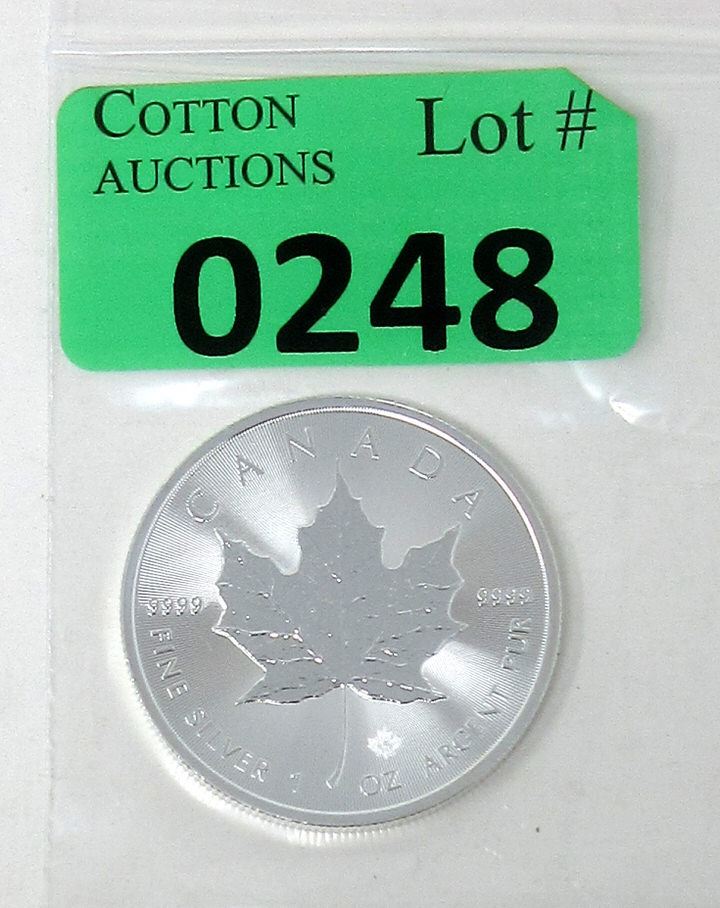 COTTON
AUCTIONS
Lot #
0248
CANADA
9999
9999
FINE SILVER 1 OZ ARGENT PUR